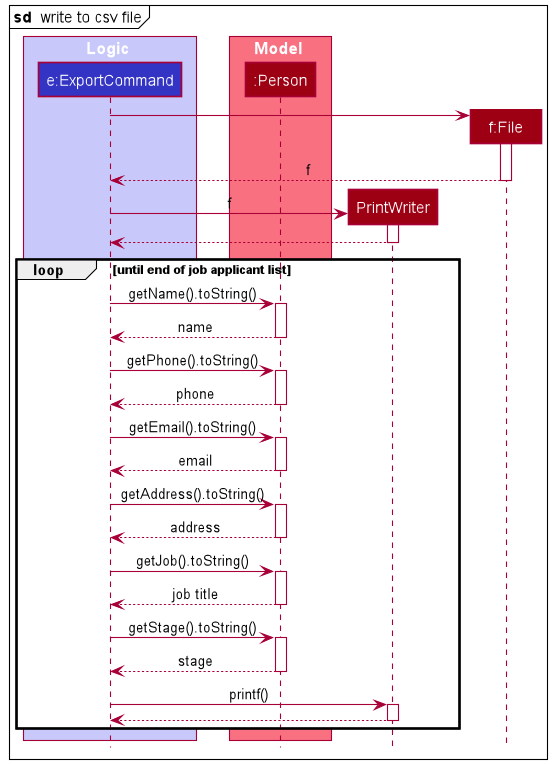 sd write to csv file
Logic
Model
e:ExportCommand
:Person
f:File
f
f
PrintWriter
loop
[until end of job applicant list]
getName().toString()
name
getPhone().toString()
phone
getEmail().toString()
email
getAddress().toString()
address
getJob().toString()
job title
getStage().toString()
stage
printf()